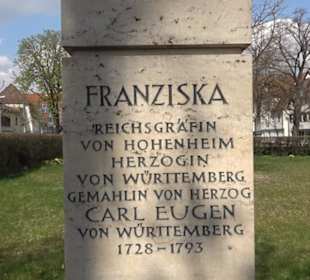 FRANZISKA
REICHSGRÄFIN
VON HOHENHEIM
HERZOGIN
VON WÜRTTEMBERG
GEMAHLIN VON HERZOG
CARL EUGEN
VON WÜRTTEMBERG
1728-1793